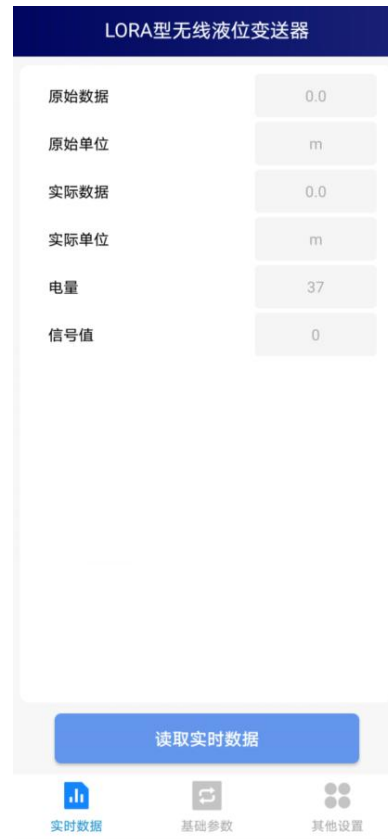 LORA型无线液位变送器
原始数据 0.0
原始单位 m
实际数据 0.0
实际单位 m
电量 37
信号值 0
读取实时数据
实时数据 基础参数 其他设置